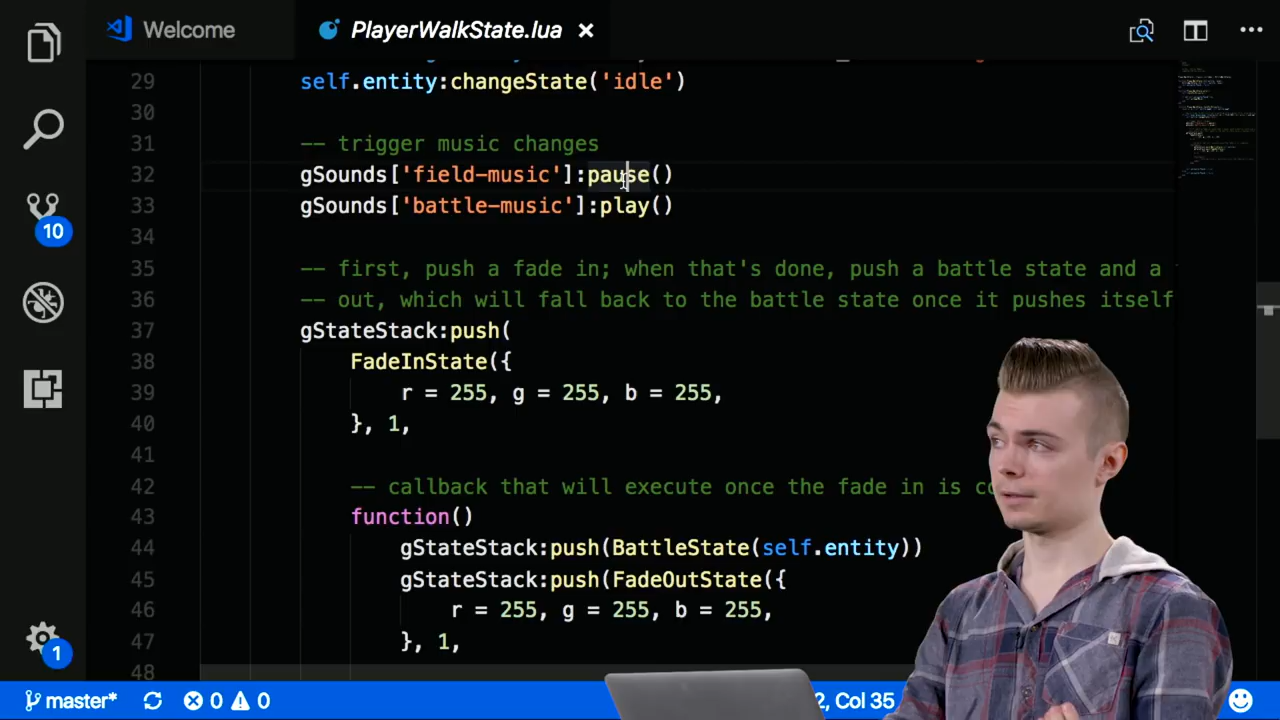 Welcome
PlayerWalkState.lua
29 self.entity:changeState('idle')
30
31 -- trigger music changes
32 gSounds['field-music']:pause()
33 gSounds['battle-music']:play()
34
35 -- first, push a fade in; when that's done, push a battle state and a
36 -- out, which will fall back to the battle state once it pushes itself
37 gStateStack:push(
38 FadeInState({
39 r = 255, g = 255, b = 255,
40 }, 1,
41
42 -- callback that will execute once the fade in is
43 function()
44 gStateStack:push(BattleState(self.entity))
45 gStateStack:push(FadeOutState({
46 r = 255, g = 255, b = 255,
47 }, 1,
48
10
1
master* 0 0 2, Col 35